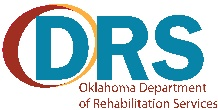 DRS
Oklahoma Department
of Rehabilitation Services